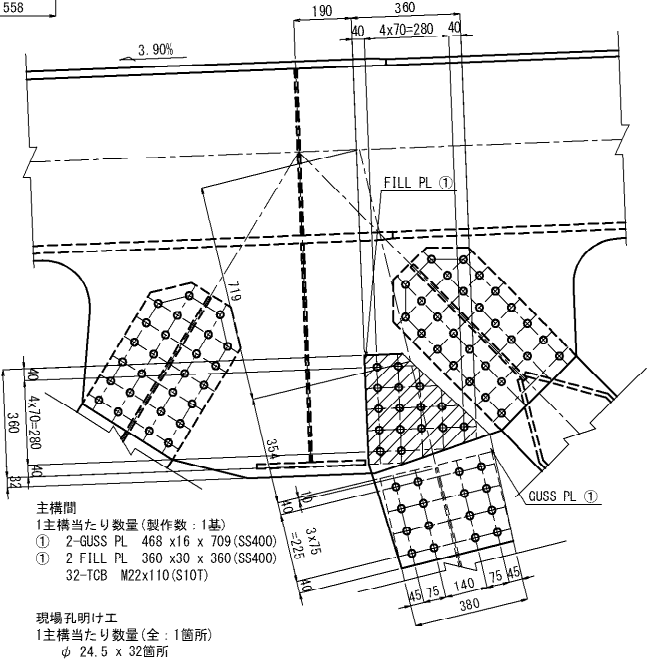 558
190
360
40
4x70=280
40
3.90%
FILL PL ①
719
40
4x70=280
360
40
32
354
40
10
3x75
=225
40
GUSS PL ①
45
75
140
75
45
380
主構間
1主構当たり数量(製作数:1基)
① 2-GUSS PL 468 x16 x 709(SS400)
① 2 FILL PL 360 x30 x 360(SS400)
32-TCB M22x110(S10T)
現場孔明け工
1主構当たり数量(全:1箇所)
φ 24.5 x 32箇所